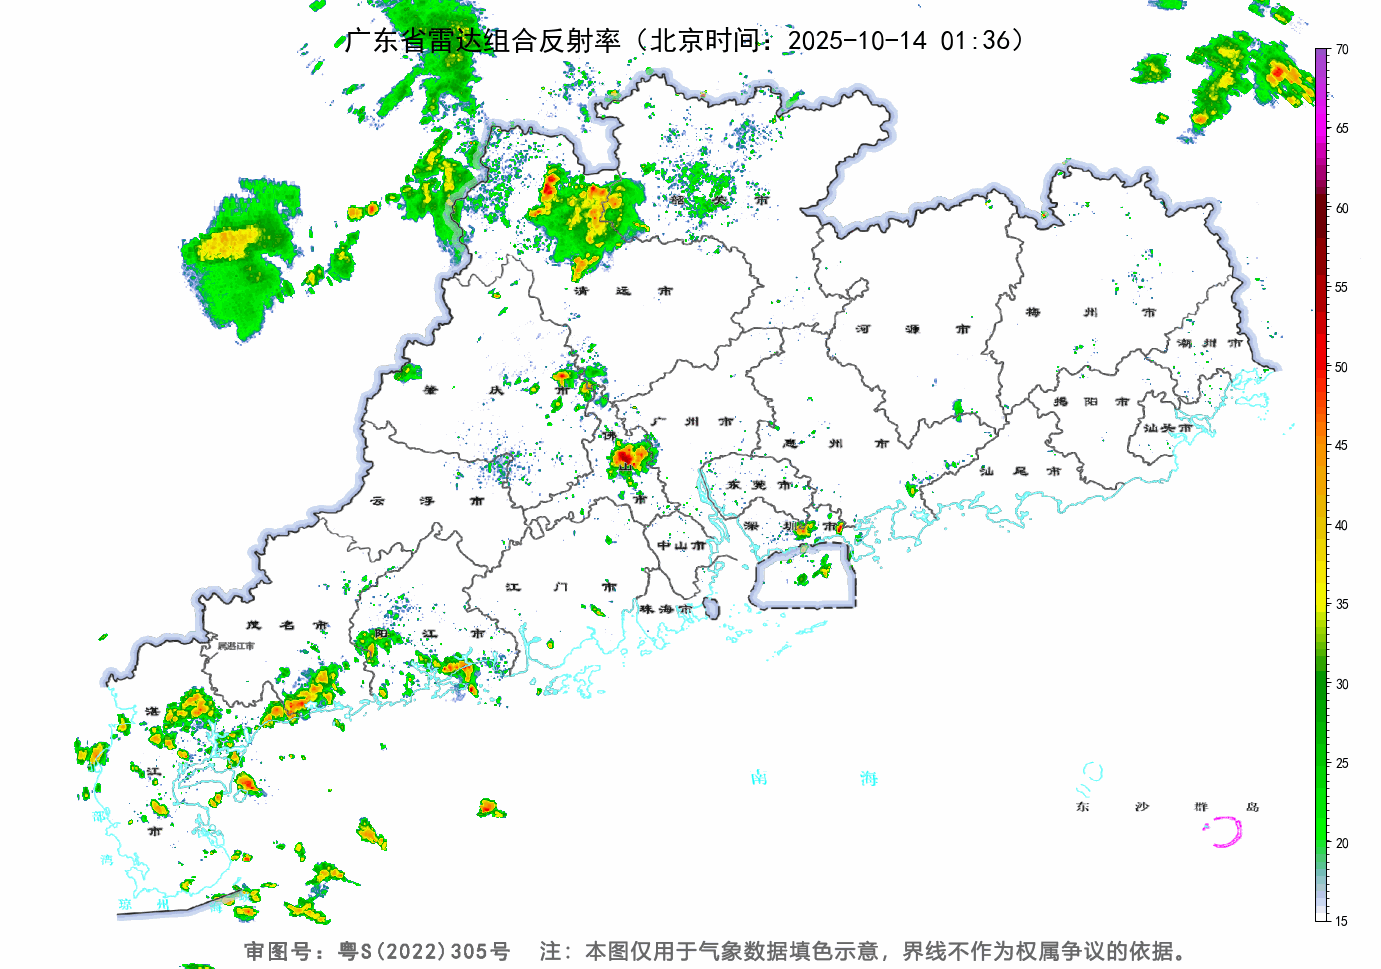 广东省雷达组合反射率（北京时间：2025-10-14 01:36）
70
65
60
55
50
45
40
35
30
25
20
15
韶关市
清远市
河源市
梅州市
潮州市
肇庆市
揭阳市
广州市
汕头市
佛山市
惠州市
汕尾市
东莞市
云浮市
深圳市
中山市
江门市
珠海市
茂名市
阳江市
属湛江市
湛江市
南海
东沙群岛
琼州
湾
审图号：粤S(2022)305号 注：本图仅用于气象数据填色示意，界线不作为权属争议的依据。